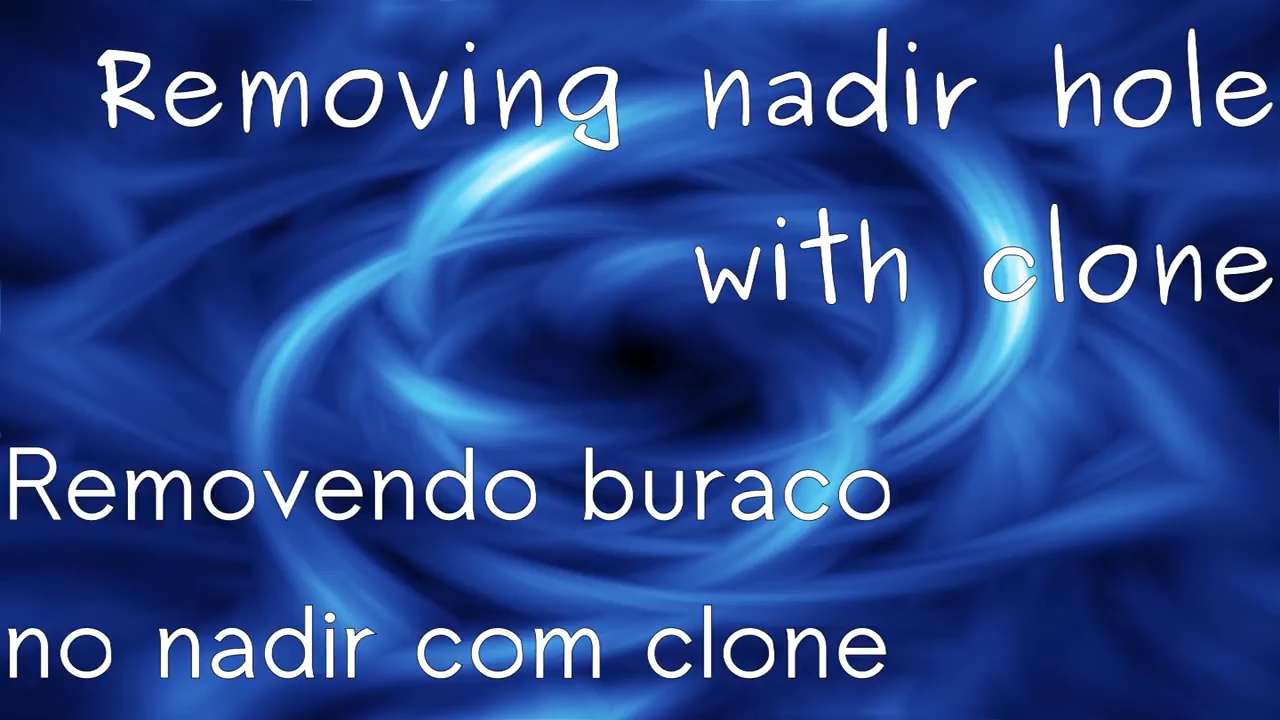 Removing nadir hole
with clone
Removendo buraco
no nadir com clone